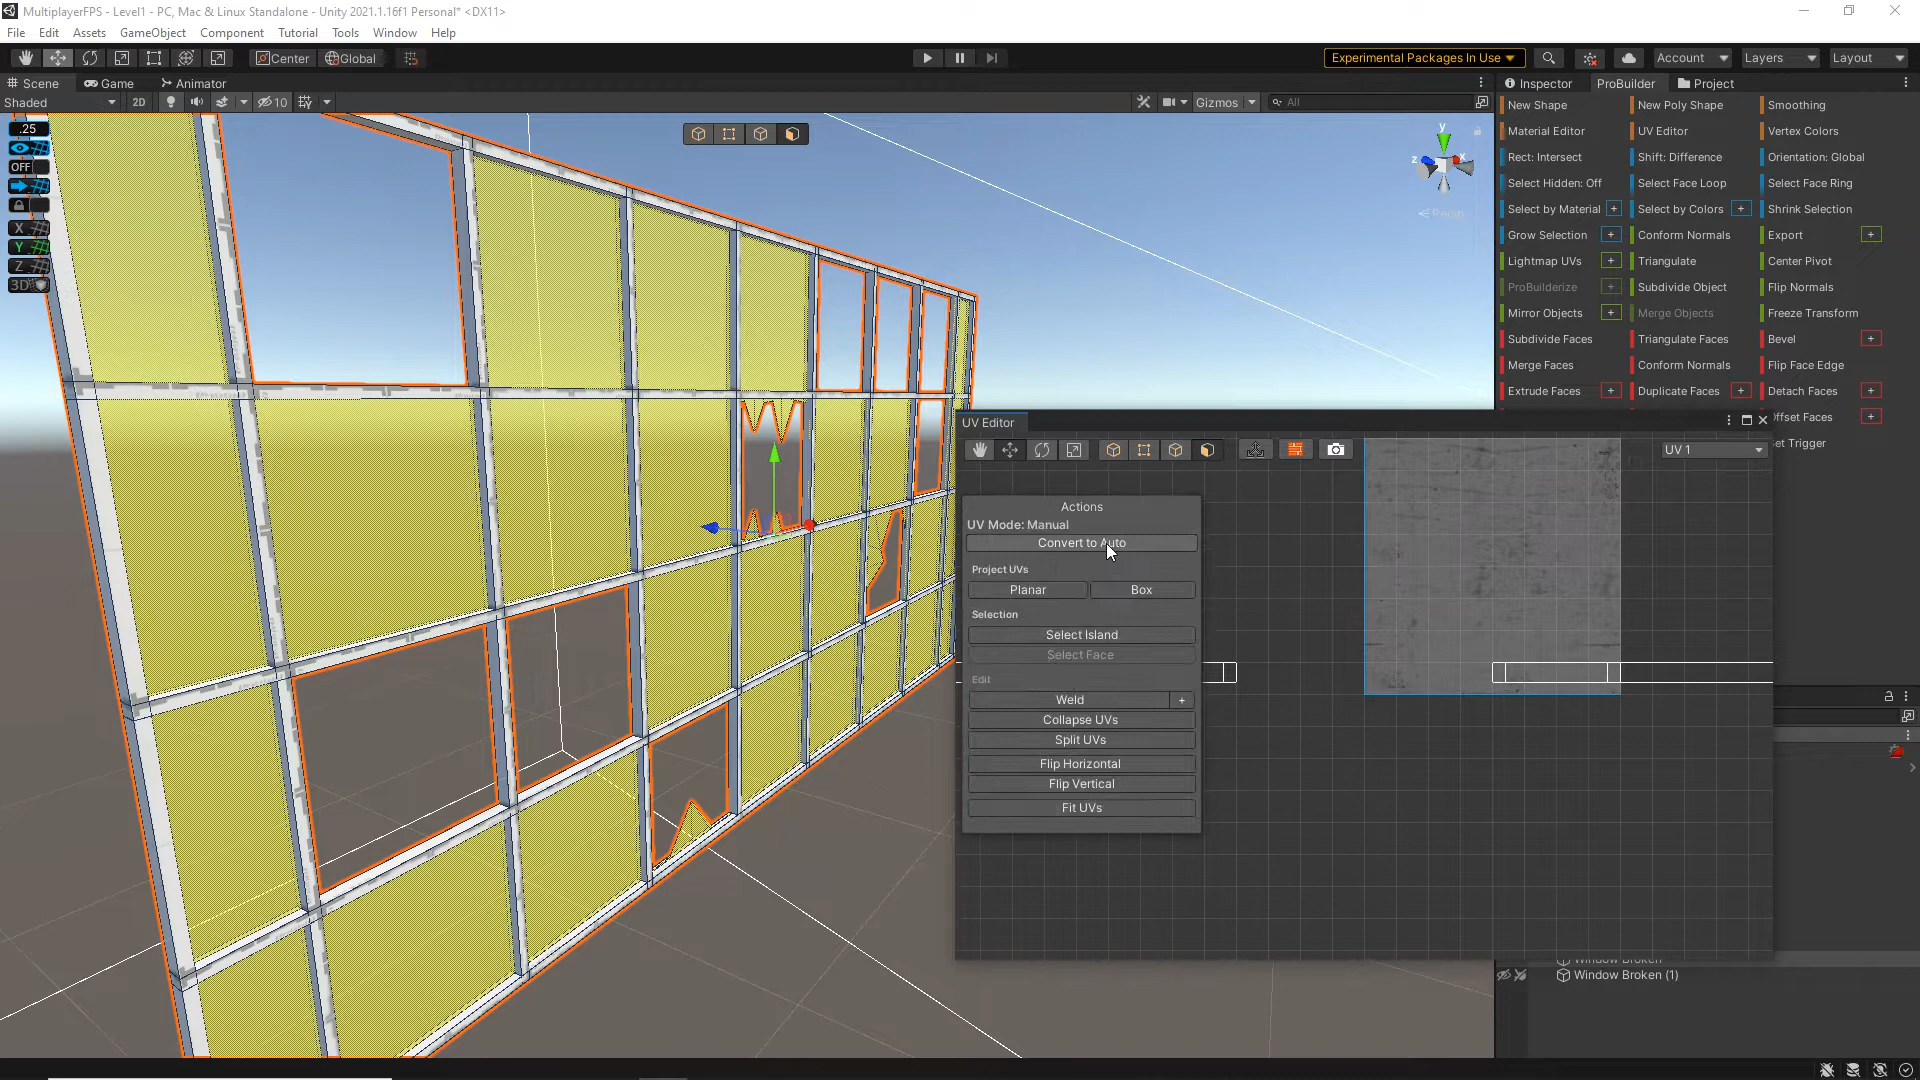 MultiplayerFPS - Level1 - PC, Mac & Linux Standalone - Unity 2021.1.16f1 Personal* <DX11>
File Edit Assets GameObject Component Tutorial Tools Window Help
Center Global Experimental Packages In Use Account Layers Layout
Scene Game Animator Inspector ProBuilder Project
Shaded 2D 10 Gizmos All
New Shape New Poly Shape Smoothing
Material Editor UV Editor Vertex Colors
Rect: Intersect Shift: Difference Orientation: Global
Select Hidden: Off Select Face Loop Select Face Ring
Select by Material + Select by Colors + Shrink Selection
Grow Selection + Conform Normals Export +
Lightmap UVs + Triangulate Center Pivot
ProBuilderize + Subdivide Object Flip Normals
Mirror Objects + Merge Objects Freeze Transform
Subdivide Faces Triangulate Faces Bevel +
Merge Faces Conform Normals Flip Face Edge
Extrude Faces + Duplicate Faces + Detach Faces +
Offset Faces +
Set Trigger
.25
OFF
X
Y
Z
3D
y
z x
Persp
UV Editor
UV 1
Actions
UV Mode: Manual
Convert to Auto
Project UVs
Planar Box
Selection
Select Island
Select Face
Edit
Weld +
Collapse UVs
Split UVs
Flip Horizontal
Flip Vertical
Fit UVs
Window Broken
Window Broken (1)